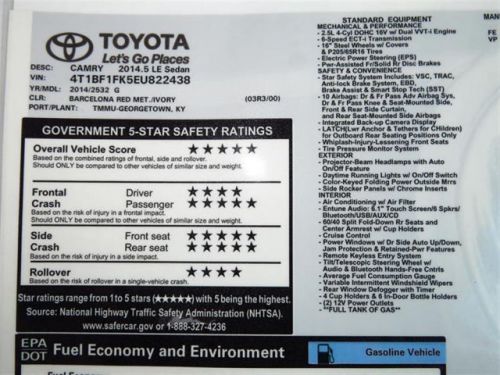 TOYOTA
Let's Go Places
DESC: CAMRY 2014.5 LE Sedan
VIN: 4T1BF1FK5EU822438
YR/MDL: 2014/2532 G
CLR: BARCELONA RED MET./IVORY (03R3/00)
PORT/PLANT: TMMU-GEORGETOWN, KY
GOVERNMENT 5-STAR SAFETY RATINGS
Overall Vehicle Score ★★★★★
Based on the combined ratings of frontal, side and rollover.
Should ONLY be compared to other vehicles of similar size and weight.
Frontal Driver ★★★★
Crash Passenger ★★★★★
Based on the risk of injury in a frontal impact.
Should ONLY be compared to other vehicles of similar size and weight.
Side Front seat ★★★★★
Crash Rear seat ★★★★★
Based on the risk of injury in a side impact.
Rollover ★★★★
Based on the risk of rollover in a single-vehicle crash.
Star ratings range from 1 to 5 stars (★★★★★) with 5 being the highest.
Source: National Highway Traffic Safety Administration (NHTSA).
www.safercar.gov or 1-888-327-4236
EPA
DOT
Fuel Economy and Environment
Gasoline Vehicle
STANDARD EQUIPMENT
MECHANICAL & PERFORMANCE
- 2.5L 4-Cyl DOHC 16V w/ Dual VVT-i Engine
- 6-Speed ECT-i Transmission
- 16" Steel Wheels w/ Covers
& P205/65R16 Tires
- Electric Power Steering (EPS)
- Pwr-Assisted Fr/Solid Rr Disc Brakes
SAFETY & CONVENIENCE
- Star Safety System Includes: VSC, TRAC,
Anti-lock Brake System, EBD,
Brake Assist & Smart Stop Tech (SST)
- 10 Airbags: Dr & Fr Pass Adv Airbag Sys,
Dr & Fr Pass Knee & Seat-Mounted Side,
Front & Rear Side Curtain,
and Rear Seat-Mounted Side Airbags
- Integrated Back-up Camera Display
- LATCH(Lwr Anchor & Tethers for CHildren)
for Outboard Rear Seating Positions Only
- Whiplash-Injury-Lessening Front Seats
- Tire Pressure Monitor System
EXTERIOR
- Projector-Beam Headlamps with Auto
On/Off Feature
- Daytime Running Lights w/ On/Off Switch
- Color-Keyed Folding Power Outside Mrrs
- Side Rocker Panels w/ Chrome Inserts
INTERIOR
- Air Conditioning w/ Air Filter
- Entune Audio: 6.1" Touch Screen/6 Spkrs/
Bluetooth/USB/AUX/CD
- 60/40 Split Fold-Down Rr Seats and
Center Armrest w/ Cup Holders
- Cruise Control
- Power Windows w/ Dr Side Auto Up/Down,
Jam Protection & Retained-Pwr Features
- Remote Keyless Entry System
- Tilt/Telescopic Steering Wheel w/
Audio & Bluetooth Hands-Free Cntrls
- Average Fuel Consumption Gauge
- Variable Intermittent Windshield Wipers
- Rear Window Defogger with Timer
- 4 Cup Holders & 6 In-Door Bottle Holders
- (2) 12V Power Outlets
- **FULL TANK OF GAS**
MAN
FE
VP